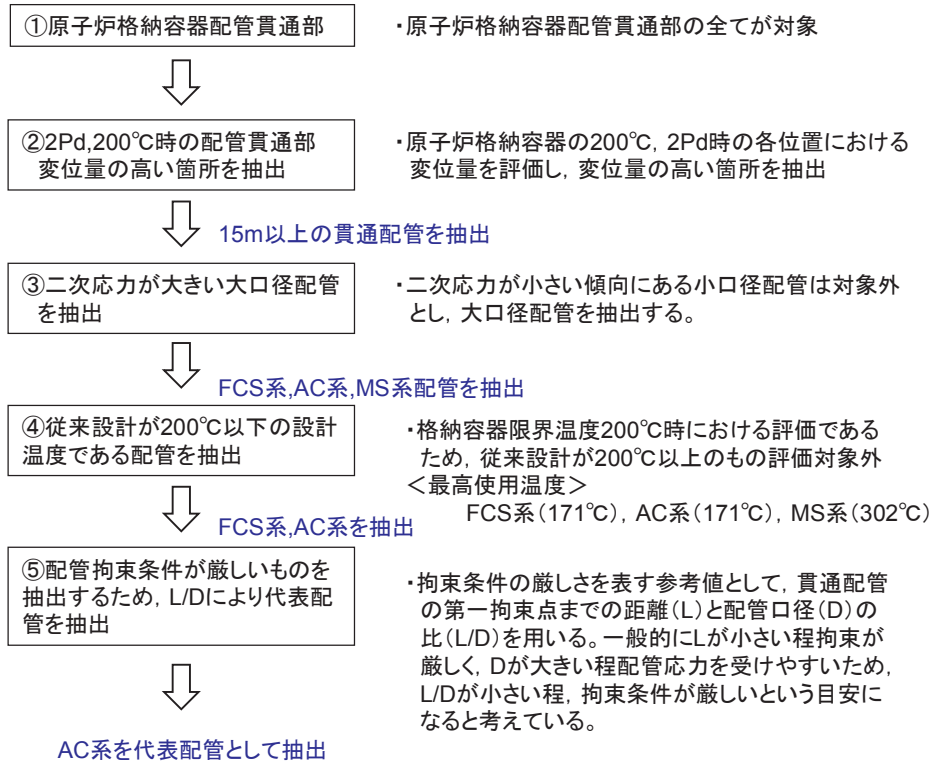 ①原子炉格納容器配管貫通部
・原子炉格納容器配管貫通部の全てが対象
②2Pd,200℃時の配管貫通部
変位量の高い箇所を抽出
・原子炉格納容器の200℃，2Pd時の各位置における
変位量を評価し，変位量の高い箇所を抽出
15m以上の貫通配管を抽出
③二次応力が大きい大口径配管
を抽出
・二次応力が小さい傾向にある小口径配管は対象外
とし，大口径配管を抽出する。
FCS系,AC系,MS系配管を抽出
④従来設計が200℃以下の設計
温度である配管を抽出
・格納容器限界温度200℃時における評価である
ため，従来設計が200℃以上のもの評価対象外
＜最高使用温度＞
FCS系（171℃），AC系（171℃），MS系（302℃）
FCS系,AC系を抽出
⑤配管拘束条件が厳しいものを
抽出するため，L/Dにより代表配
管を抽出
・拘束条件の厳しさを表す参考値として，貫通配管
の第一拘束点までの距離（L）と配管口径（D）の
比（L/D）を用いる。一般的にLが小さい程拘束が
厳しく，Dが大きい程配管応力を受けやすいため，
L/Dが小さい程，拘束条件が厳しいという目安に
なると考えている。
AC系を代表配管として抽出